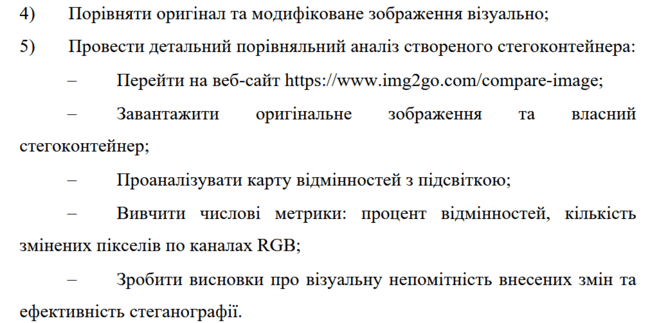 4) Порівняти оригінал та модифіковане зображення візуально;
5) Провести детальний порівняльний аналіз створеного стегоконтейнера:
– Перейти на веб-сайт https://www.img2go.com/compare-image;
– Завантажити оригінальне зображення та власний
стегоконтейнер;
– Проаналізувати карту відмінностей з підсвіткою;
– Вивчити числові метрики: процент відмінностей, кількість
змінених пікселів по каналах RGB;
– Зробити висновки про візуальну непомітність внесених змін та
ефективність стеганографії.